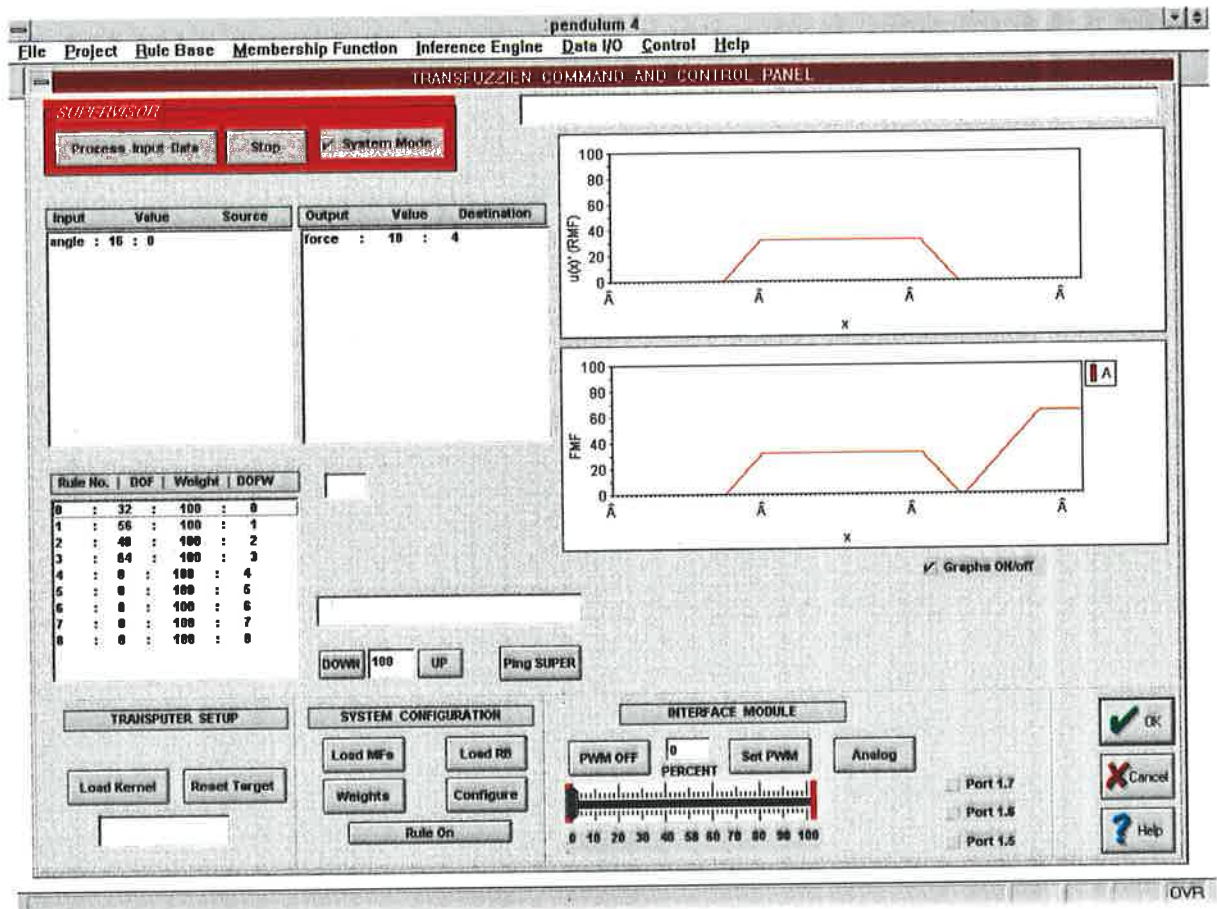 pendulum 4
File Project Rule Base Membership Function Inference Engine Data I/O Control Help
TRANSFUZZIEN COMMAND AND CONTROL PANEL
SUPERVISOR
Process Input Data Stop System Mode
Input Value Source
angle : 16 : 0
Output Value Destination
force : 10 : 4
100
80
60
40
20
0
u(x)' (RMF)
Â Â Â Â
x
100
80
60
40
20
0
FMF
Â Â Â Â
x
A
Graphs ON/off
Rule No. | DOF | Weight | DOFW
0 : 32 : 100 : 0
1 : 56 : 100 : 1
2 : 40 : 100 : 2
3 : 64 : 100 : 3
4 : 0 : 100 : 4
5 : 0 : 100 : 5
6 : 0 : 100 : 6
7 : 0 : 100 : 7
8 : 0 : 100 : 8
DOWN 100 UP Ping SUPER
TRANSPUTER SETUP
Load Kernel Reset Target
SYSTEM CONFIGURATION
Load MFs Load RB
Weights Configure
Rule On
INTERFACE MODULE
PWM OFF 0 PERCENT Set PWM Analog
0 10 20 30 40 50 60 70 80 90 100
Port 1.7
Port 1.6
Port 1.5
OK
Cancel
Help
OVR